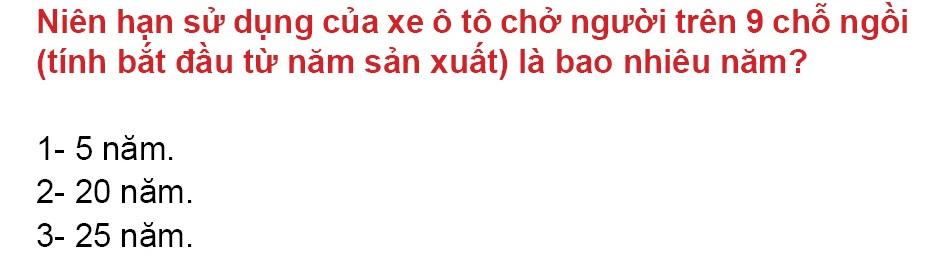 Niên hạn sử dụng của xe ô tô chở người trên 9 chỗ ngồi
(tính bắt đầu từ năm sản xuất) là bao nhiêu năm?
1- 5 năm.
2- 20 năm.
3- 25 năm.